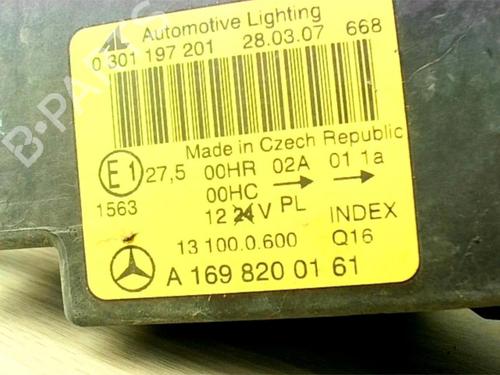 AL Automotive Lighting
0 301 197 201 28.03.07 668
Made in Czech Republic
E1 27,5 00HR 02A 01 1a
1563 00HC → →
12 24 V PL INDEX
13 100.0.600 Q16
A 169 820 01 61
B-PARTS